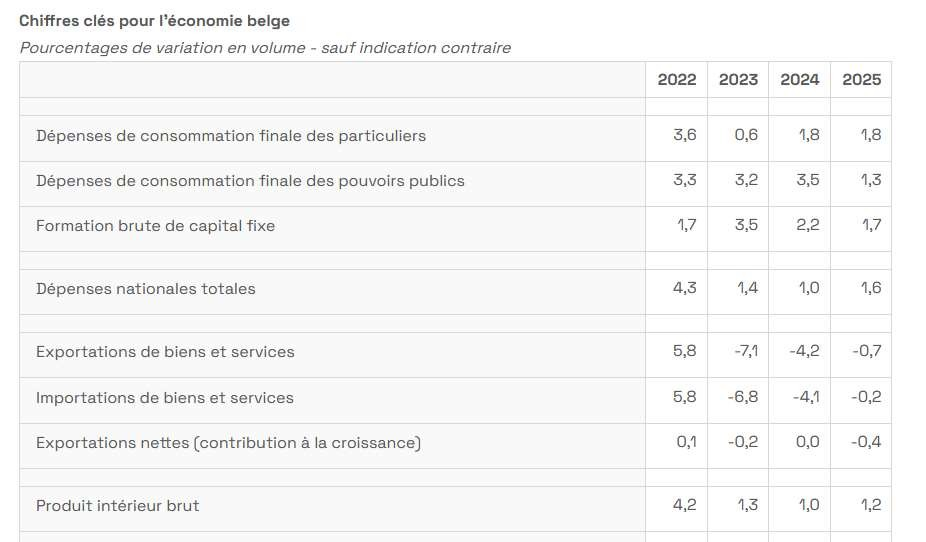 Chiffres clés pour l'économie belge
Pourcentages de variation en volume - sauf indication contraire
2022 2023 2024 2025
Dépenses de consommation finale des particuliers 3,6 0,6 1,8 1,8
Dépenses de consommation finale des pouvoirs publics 3,3 3,2 3,5 1,3
Formation brute de capital fixe 1,7 3,5 2,2 1,7
Dépenses nationales totales 4,3 1,4 1,0 1,6
Exportations de biens et services 5,8 -7,1 -4,2 -0,7
Importations de biens et services 5,8 -6,8 -4,1 -0,2
Exportations nettes (contribution à la croissance) 0,1 -0,2 0,0 -0,4
Produit intérieur brut 4,2 1,3 1,0 1,2